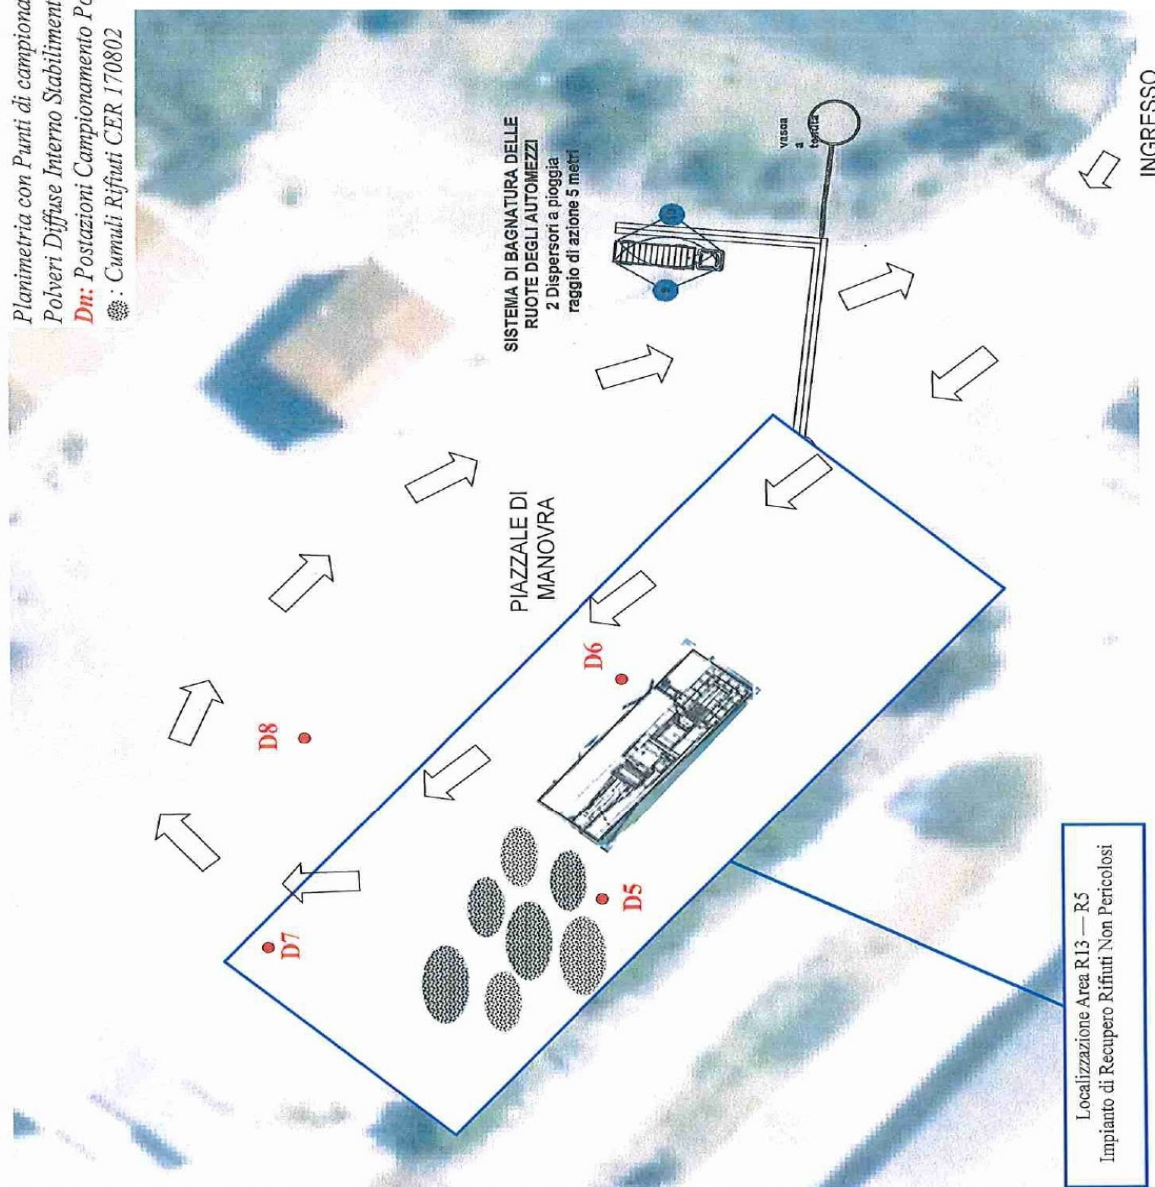 Planimetria con Punti di campiona
Polveri Diffuse Interno Stabiliment
Dn: Postazioni Campionamento Po
: Cumuli Rifiuti CER 170802
SISTEMA DI BAGNATURA DELLE
RUOTE DEGLI AUTOMEZZI
2 Dispersori a pioggia
raggio di azione 5 metri
vasca
a
tenuta
INGRESSO
PIAZZALE DI
MANOVRA
D8
D6
D7
D5
Localizzazione Area R13 — R5
Impianto di Recupero Rifiuti Non Pericolosi